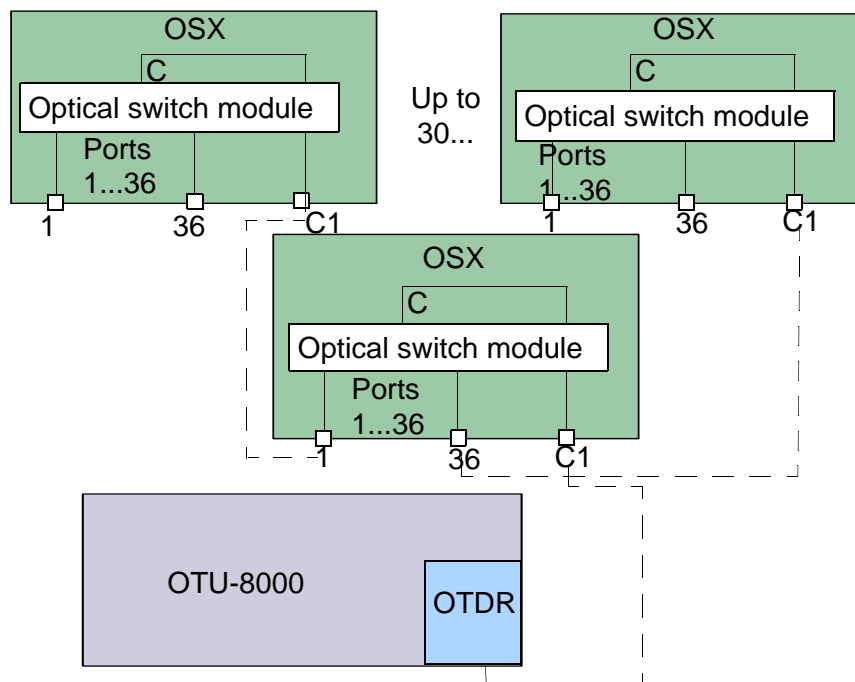 OSX
C
Optical switch module
Ports
1...36
1
36
C1
Up to
30...
OSX
C
Optical switch module
Ports
1...36
1
36
C1
OSX
C
Optical switch module
Ports
1...36
1
36
C1
OTU-8000
OTDR